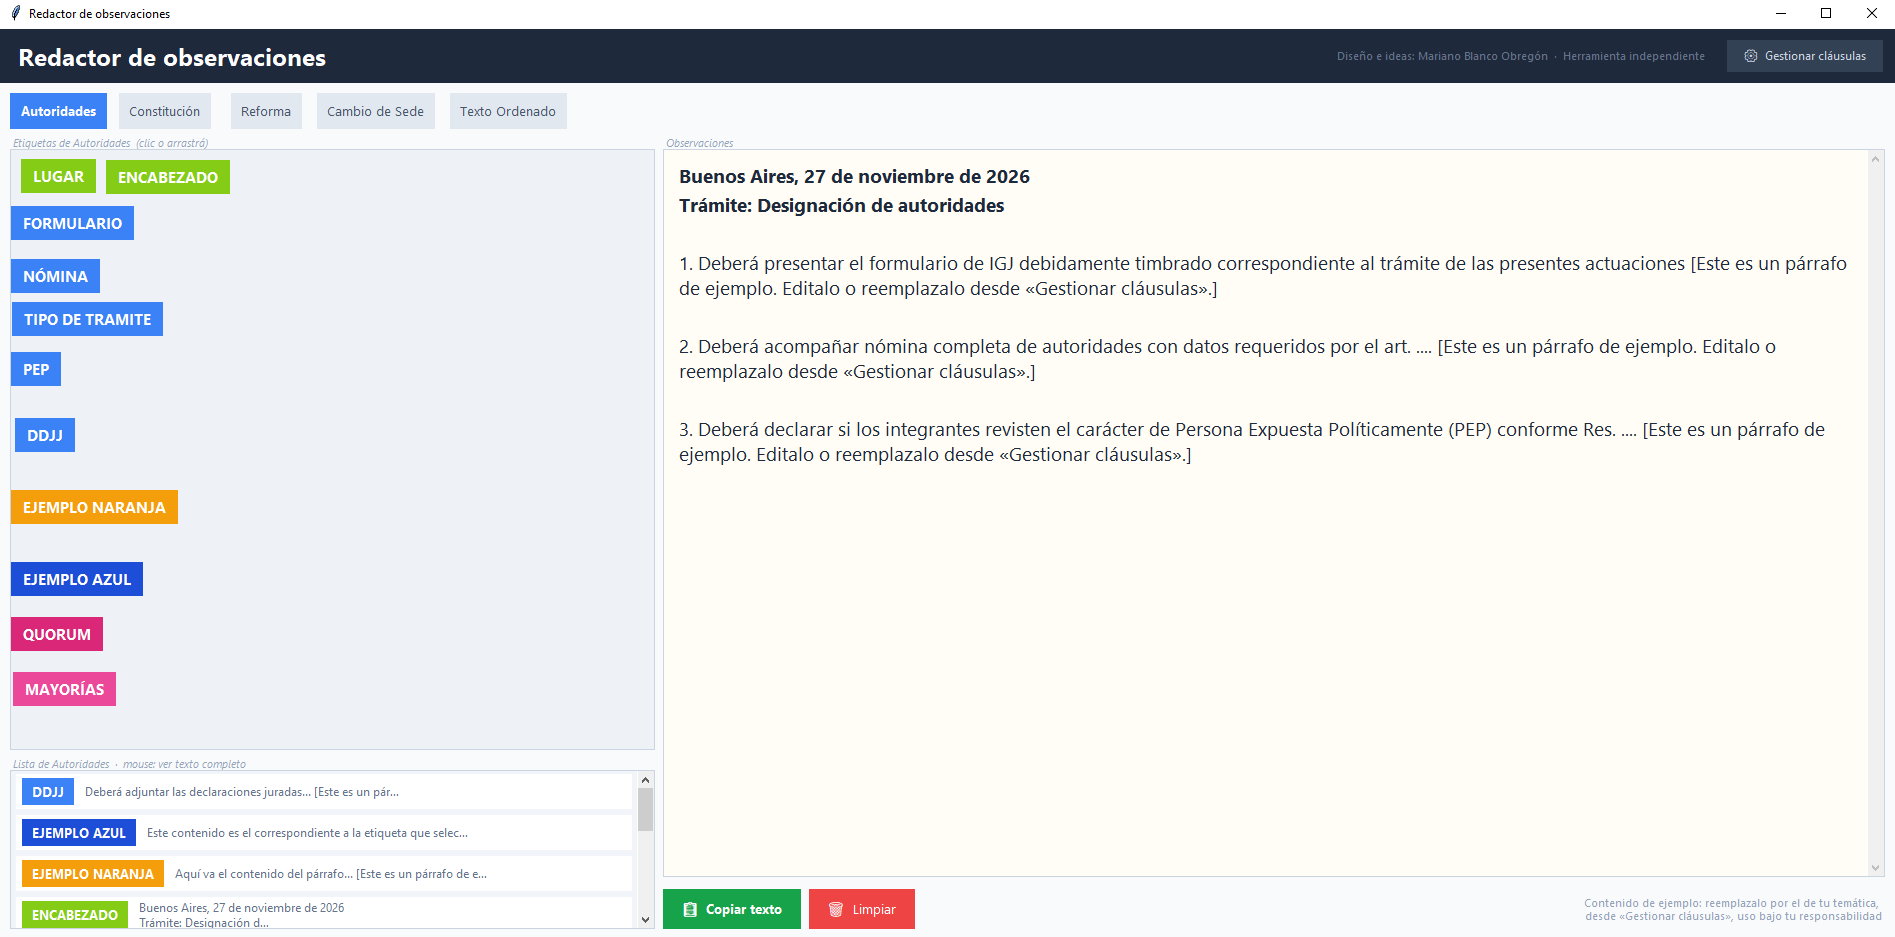 Redactor de observaciones
Redactor de observaciones
Diseño e ideas: Mariano Blanco Obregón · Herramienta independiente
Gestionar cláusulas
Autoridades
Constitución
Reforma
Cambio de Sede
Texto Ordenado
Etiquetas de Autoridades (clic o arrastrá)
LUGAR
ENCABEZADO
FORMULARIO
NÓMINA
TIPO DE TRAMITE
PEP
DDJJ
EJEMPLO NARANJA
EJEMPLO AZUL
QUORUM
MAYORÍAS
Lista de Autoridades · mouse: ver texto completo
DDJJ Deberá adjuntar las declaraciones juradas... [Este es un pár...
EJEMPLO AZUL Este contenido es el correspondiente a la etiqueta que selec...
EJEMPLO NARANJA Aquí va el contenido del párrafo... [Este es un párrafo de e...
ENCABEZADO Buenos Aires, 27 de noviembre de 2026
Trámite: Designación d...
Observaciones
Buenos Aires, 27 de noviembre de 2026
Trámite: Designación de autoridades
1. Deberá presentar el formulario de IGJ debidamente timbrado correspondiente al trámite de las presentes actuaciones [Este es un párrafo
de ejemplo. Editalo o reemplazalo desde «Gestionar cláusulas».]
2. Deberá acompañar nómina completa de autoridades con datos requeridos por el art. .... [Este es un párrafo de ejemplo. Editalo o
reemplazalo desde «Gestionar cláusulas».]
3. Deberá declarar si los integrantes revisten el carácter de Persona Expuesta Políticamente (PEP) conforme Res. .... [Este es un párrafo de
ejemplo. Editalo o reemplazalo desde «Gestionar cláusulas».]
Copiar texto
Limpiar
Contenido de ejemplo: reemplazalo por el de tu temática,
desde «Gestionar cláusulas», uso bajo tu responsabilidad